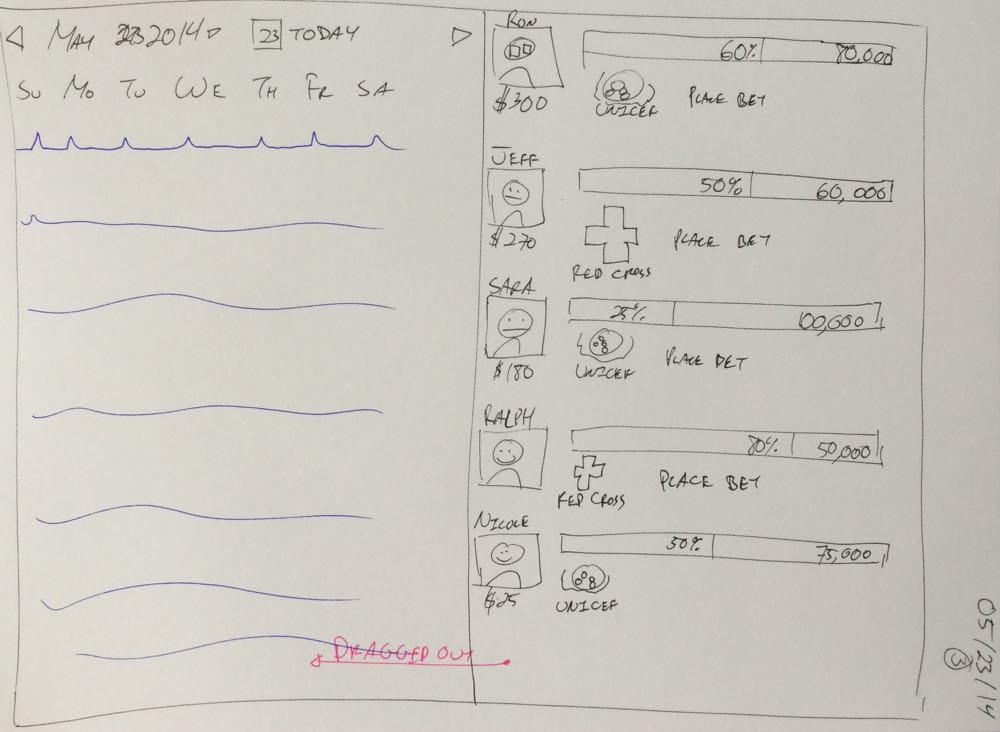 MAY 23 2014
23 TODAY
SU MO TU WE TH FR SA
DRAGGED OUT
RON
60% 80,000
$300
UNICEF
PLACE BET
JEFF
50% 60,000
$270
RED CROSS
PLACE BET
SARA
25% 100,000
$180
UNICEF
PLACE BET
RALPH
80% 50,000
RED CROSS
PLACE BET
NICOLE
50% 75,000
$25
UNICEF
05/23/14
3